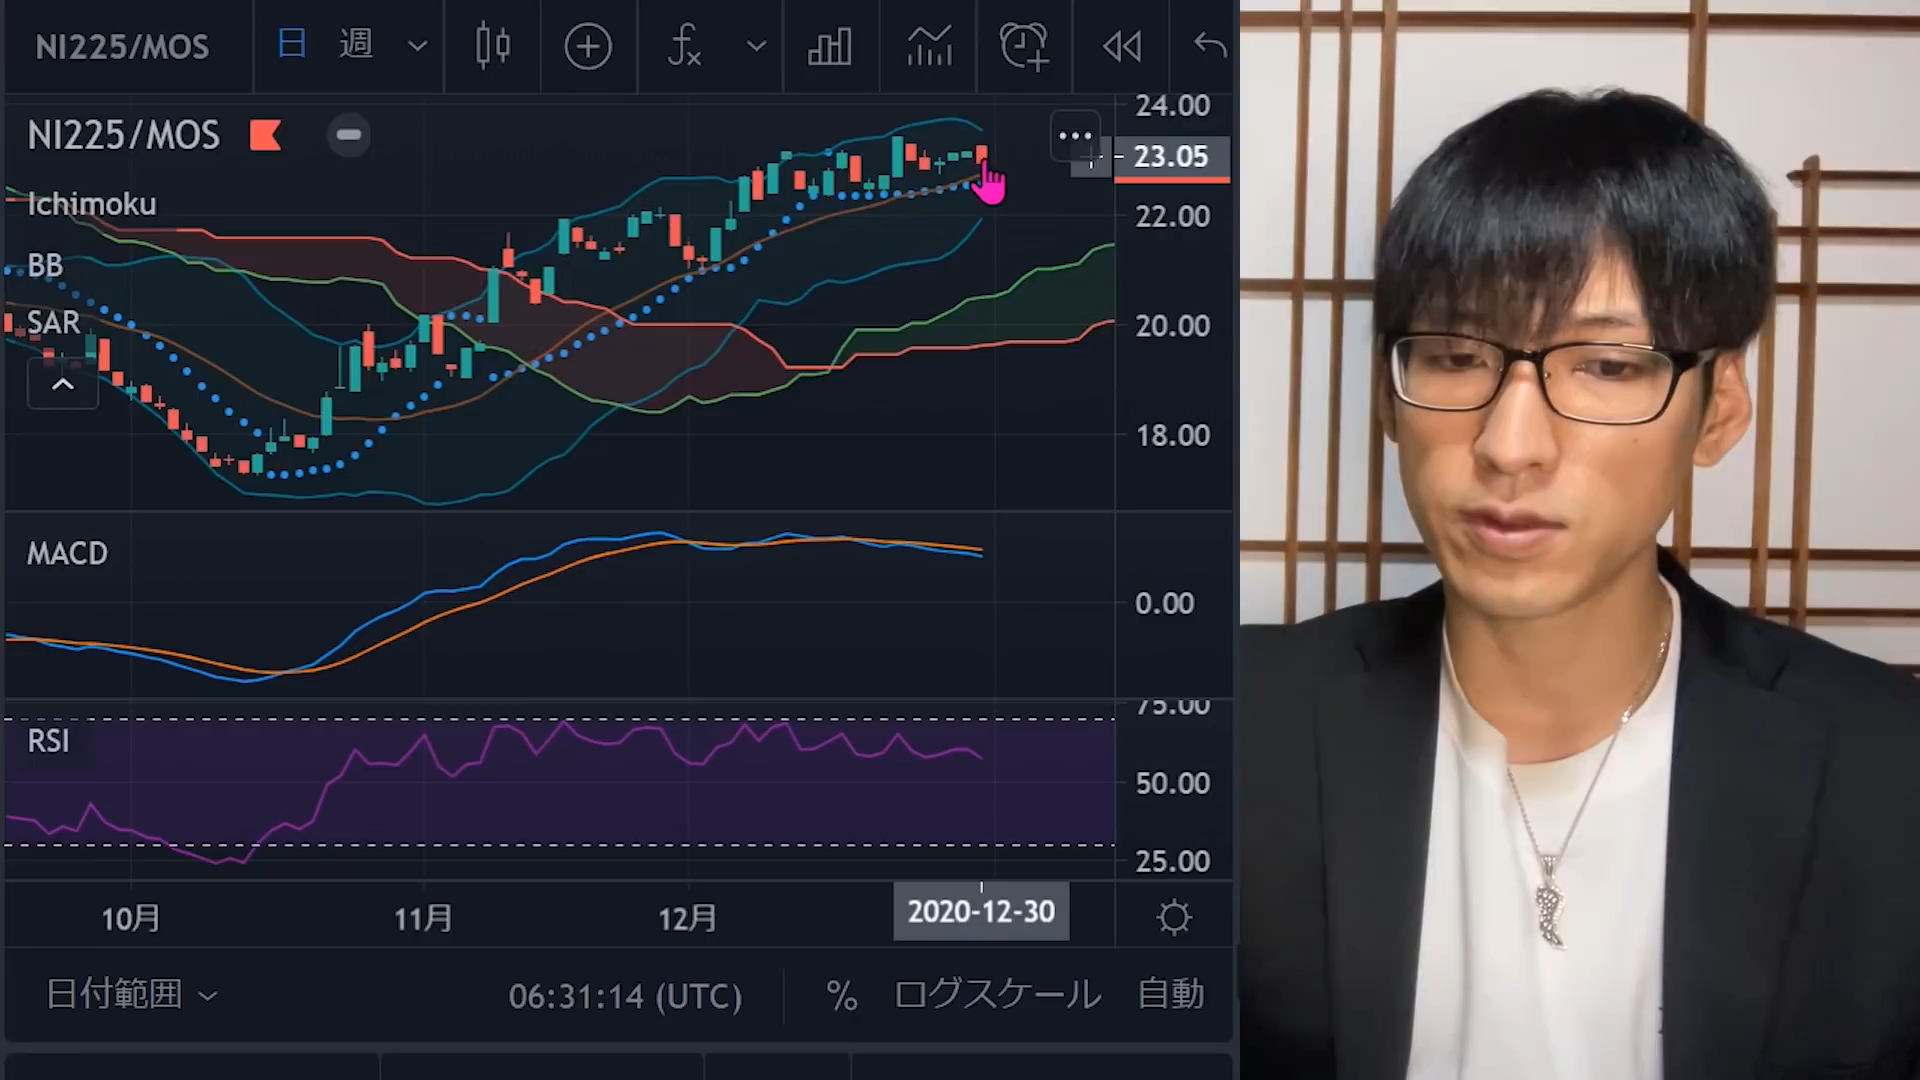 NI225/MOS 日 週
NI225/MOS
Ichimoku
BB
SAR
24.00
23.05
22.00
20.00
18.00
MACD
0.00
RSI
75.00
50.00
25.00
10月 11月 12月 2020-12-30
日付範囲 06:31:14 (UTC) % ログスケール 自動